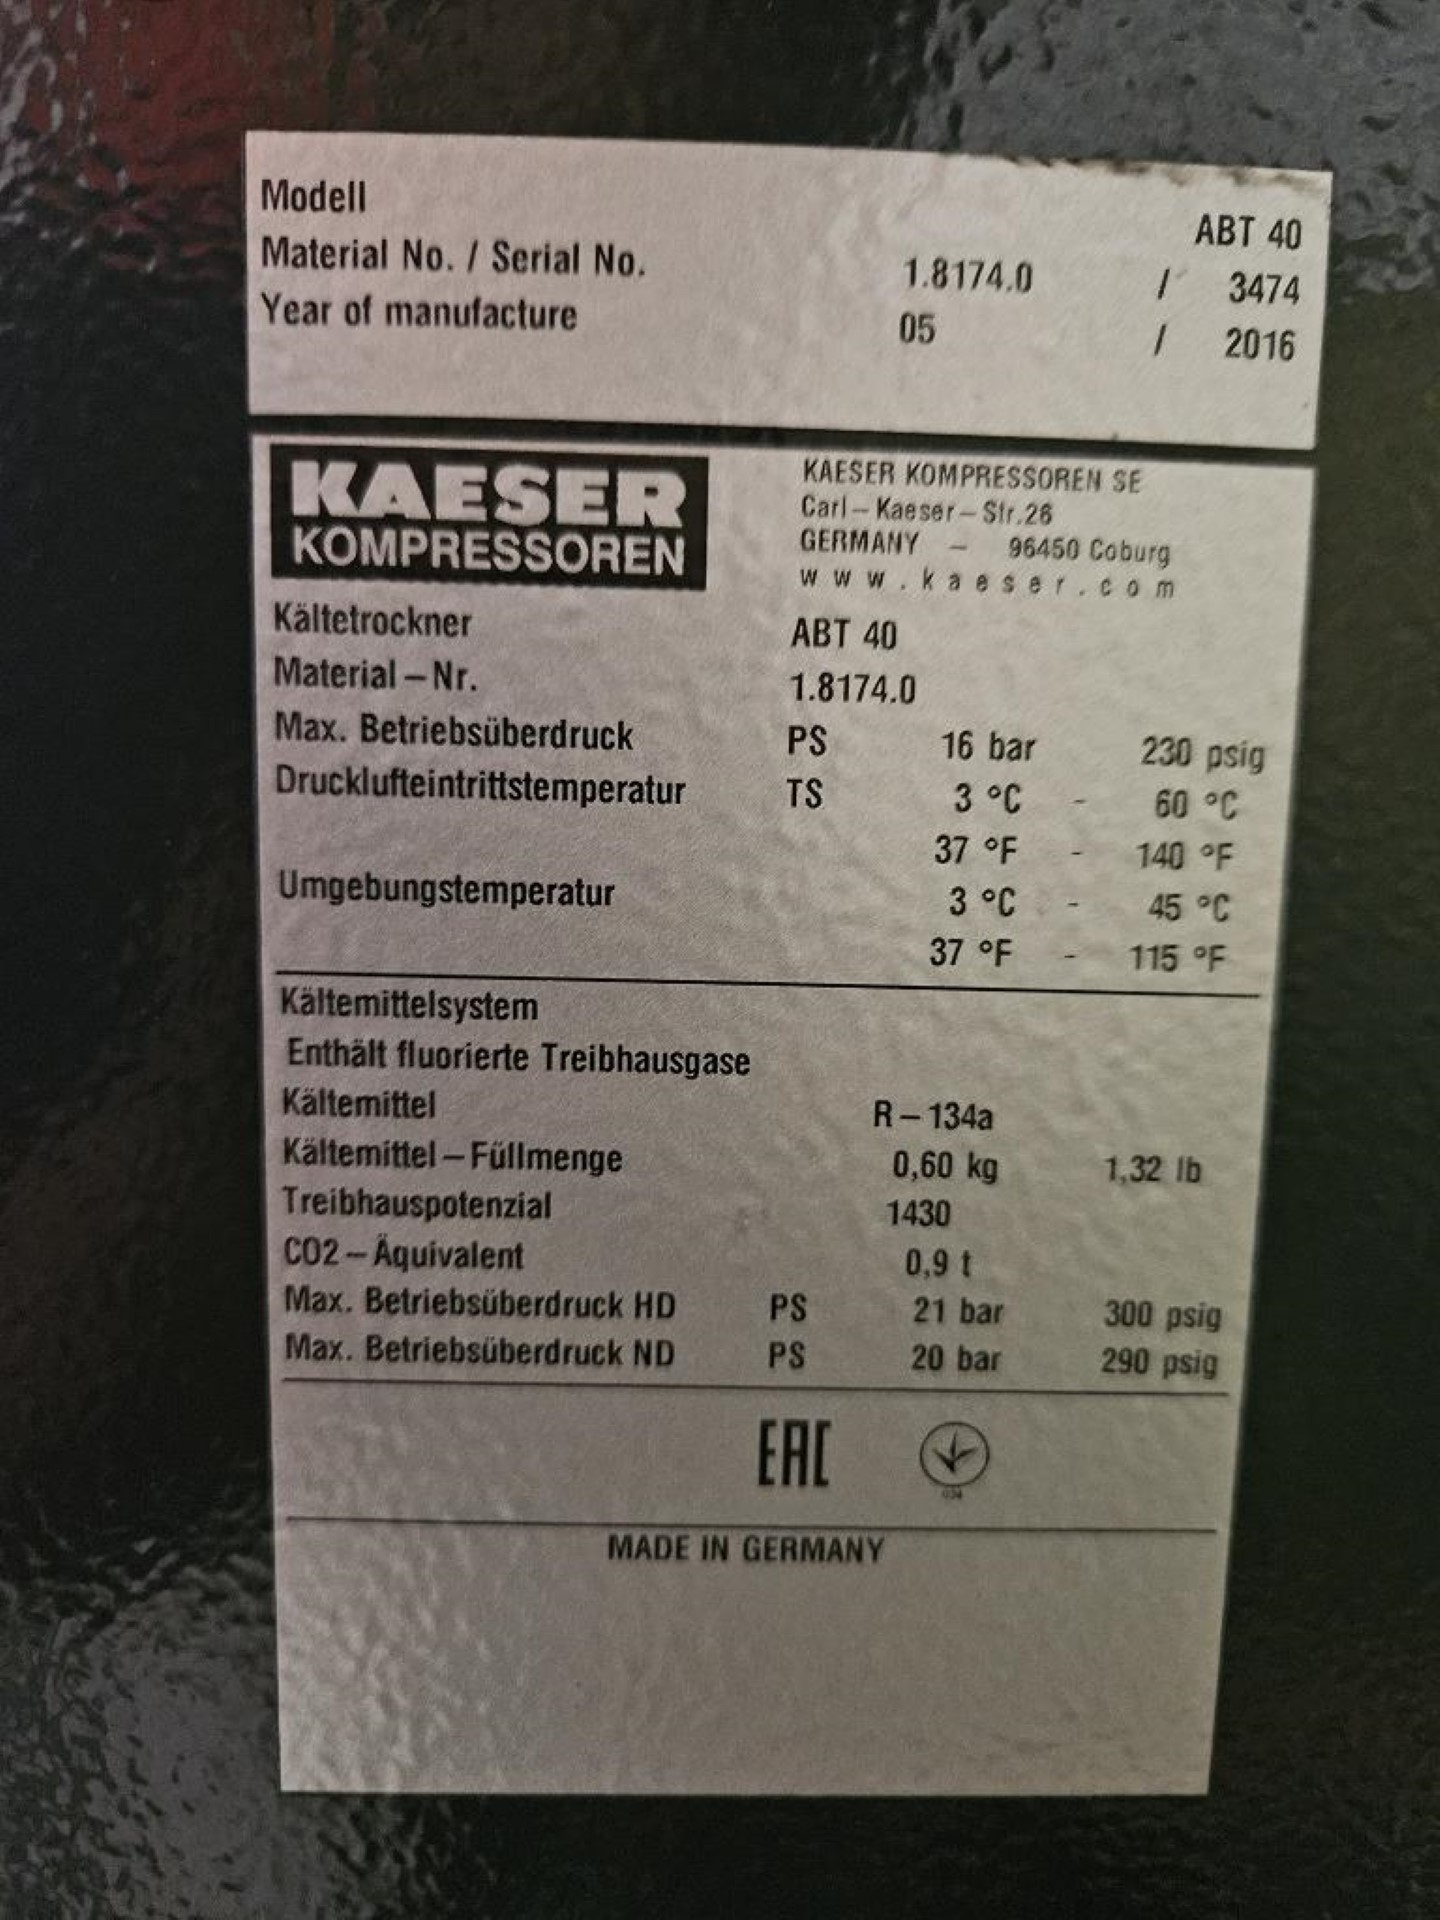 Modell ABT 40
Material No. / Serial No. 1.8174.0 / 3474
Year of manufacture 05 / 2016
KAESER
KOMPRESSOREN
KAESER KOMPRESSOREN SE
Carl – Kaeser – Str.26
GERMANY – 96450 Coburg
www.kaeser.com
Kältetrockner ABT 40
Material – Nr. 1.8174.0
Max. Betriebsüberdruck PS 16 bar 230 psig
Drucklufteintrittstemperatur TS 3 °C - 60 °C
37 °F - 140 °F
Umgebungstemperatur 3 °C - 45 °C
37 °F - 115 °F
Kältemittelsystem
Enthält fluorierte Treibhausgase
Kältemittel R – 134a
Kältemittel – Füllmenge 0,60 kg 1,32 lb
Treibhauspotenzial 1430
CO2 – Äquivalent 0,9 t
Max. Betriebsüberdruck HD PS 21 bar 300 psig
Max. Betriebsüberdruck ND PS 20 bar 290 psig
EAC
MADE IN GERMANY